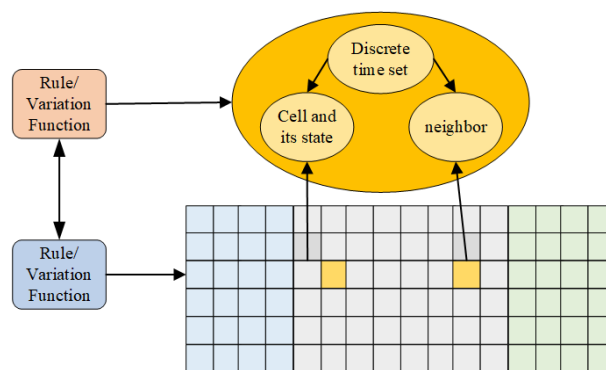 Discrete
time set
Rule/
Variation
Function
Cell and
its state
neighbor
Rule/
Variation
Function